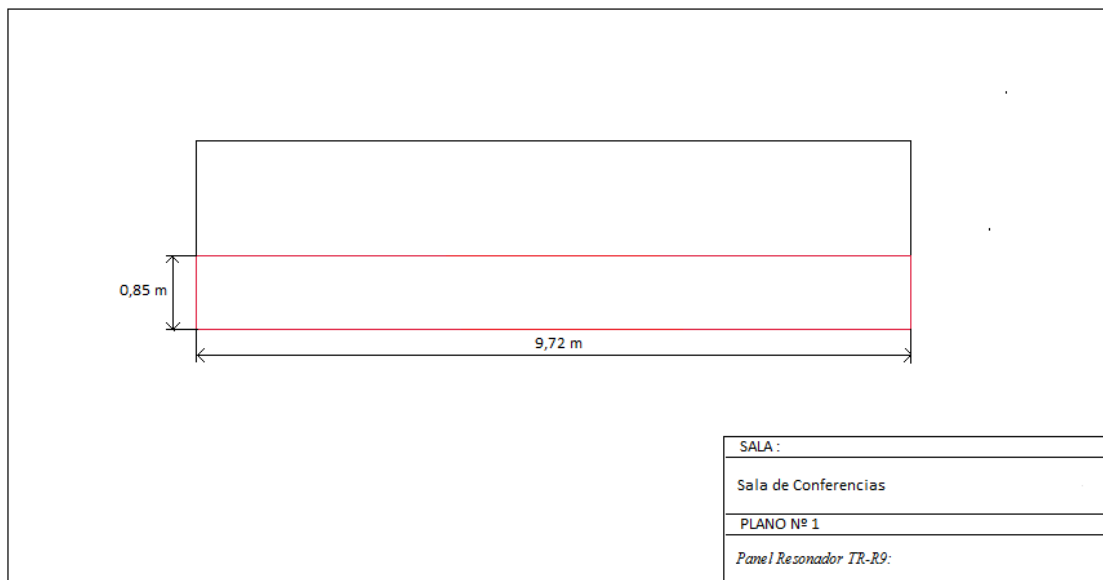 0,85 m
9,72 m
SALA :
Sala de Conferencias
PLANO Nº 1
Panel Resonador TR-R9: